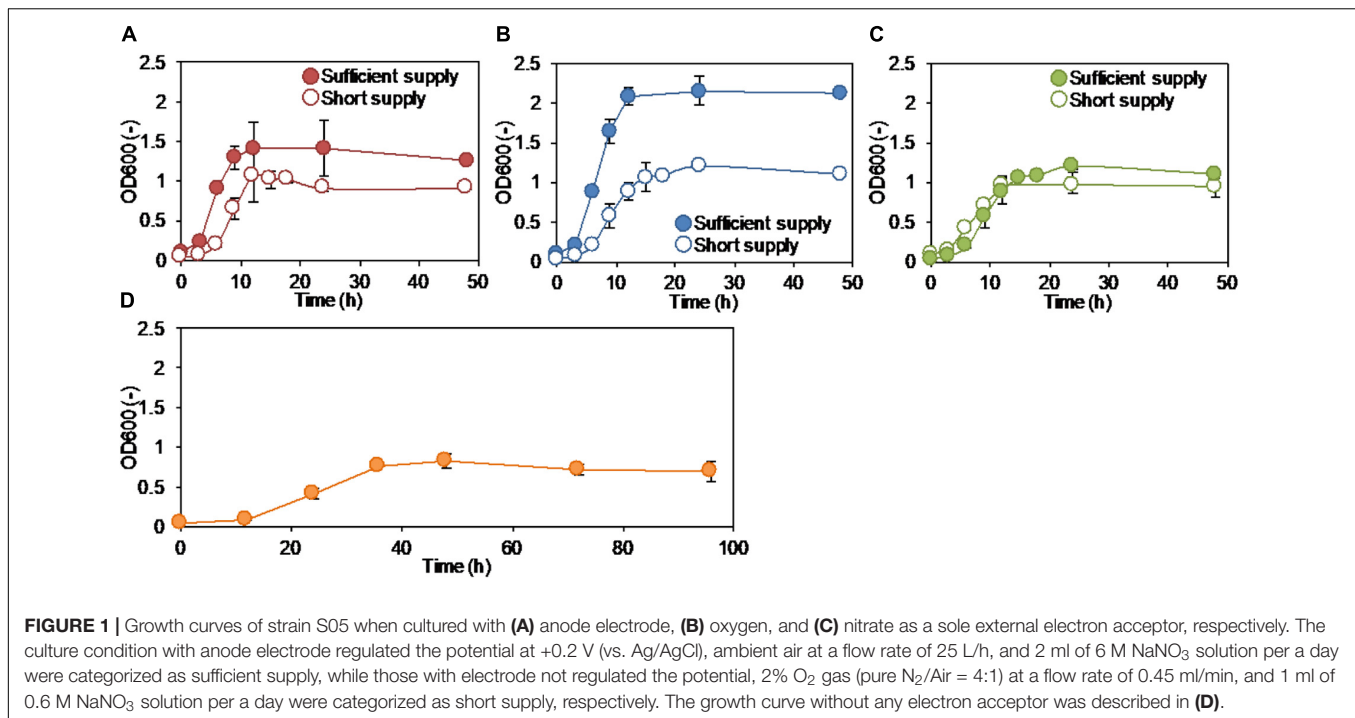 A
B
C
2.5
2
1.5
1
0.5
0
OD600 (-)
Sufficient supply
Short supply
0 10 20 30 40 50
Time (h)
2.5
2
1.5
1
0.5
0
OD600 (-)
Sufficient supply
Short supply
0 10 20 30 40 50
Time (h)
2.5
2
1.5
1
0.5
0
OD600 (-)
Sufficient supply
Short supply
0 10 20 30 40 50
Time (h)
D
2.5
2
1.5
1
0.5
0
OD600 (-)
0 20 40 60 80 100
Time (h)
FIGURE 1 | Growth curves of strain S05 when cultured with (A) anode electrode, (B) oxygen, and (C) nitrate as a sole external electron acceptor, respectively. The
culture condition with anode electrode regulated the potential at +0.2 V (vs. Ag/AgCl), ambient air at a flow rate of 25 L/h, and 2 ml of 6 M NaNO₃ solution per a day
were categorized as sufficient supply, while those with electrode not regulated the potential, 2% O₂ gas (pure N₂/Air = 4:1) at a flow rate of 0.45 ml/min, and 1 ml of
0.6 M NaNO₃ solution per a day were categorized as short supply, respectively. The growth curve without any electron acceptor was described in (D).